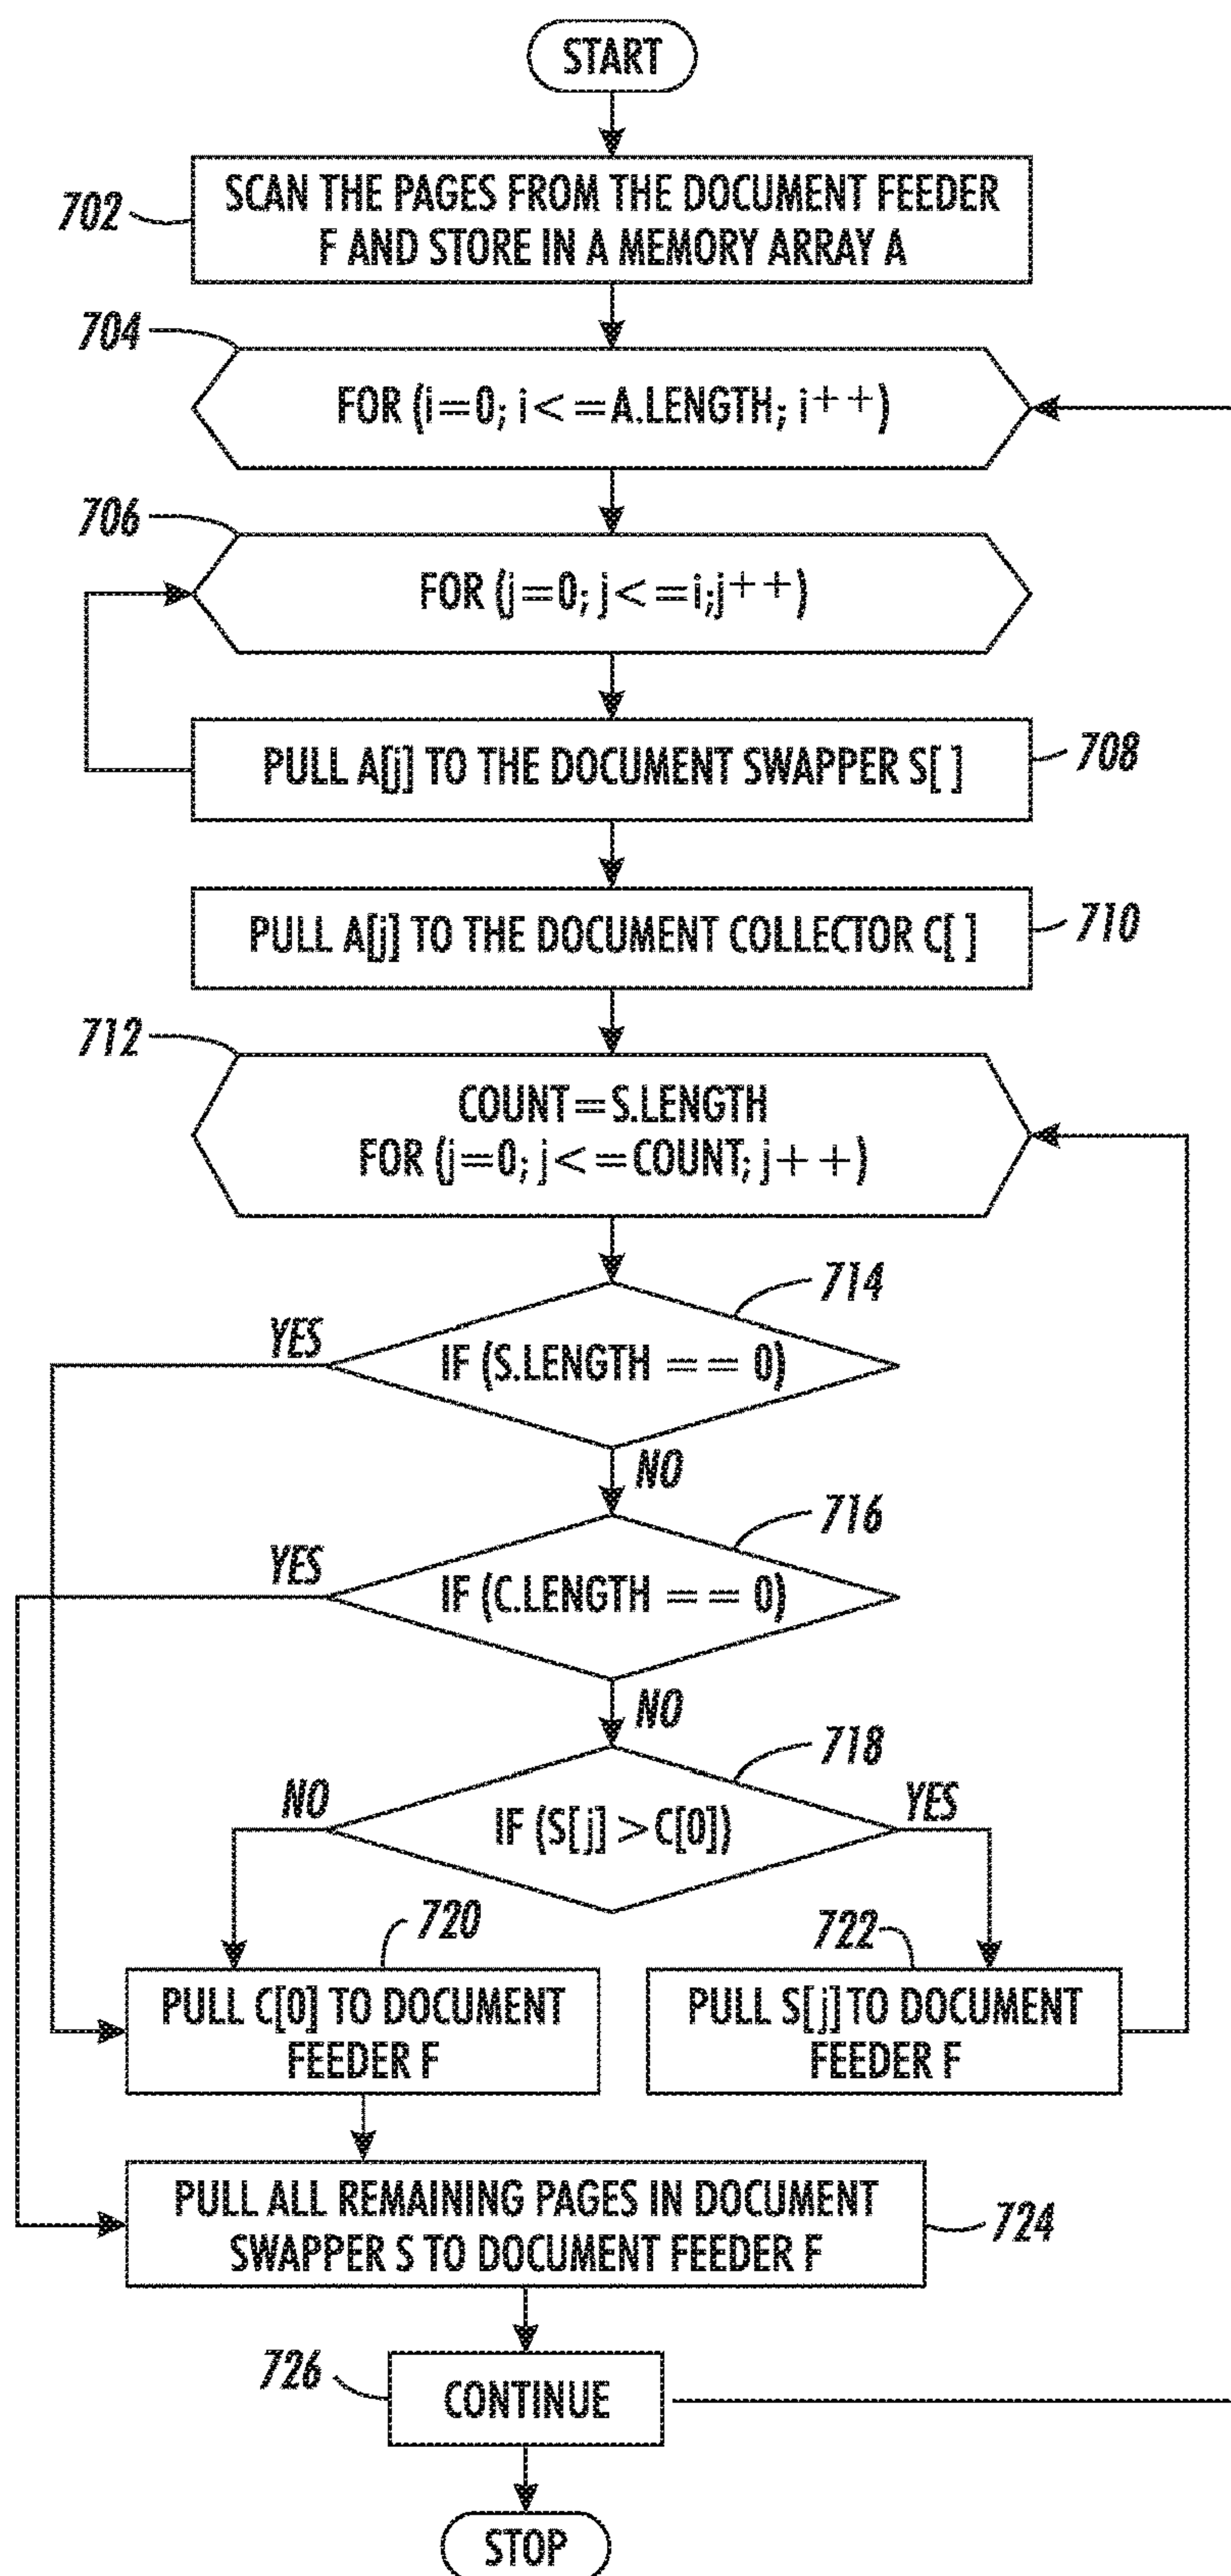 START
702
SCAN THE PAGES FROM THE DOCUMENT FEEDER
F AND STORE IN A MEMORY ARRAY A
704
FOR (i=0; i<=A.LENGTH; i++)
706
FOR (j=0; j<=i;j++)
PULL A[j] TO THE DOCUMENT SWAPPER S[ ]
708
PULL A[j] TO THE DOCUMENT COLLECTOR C[ ]
710
712
COUNT=S.LENGTH
FOR (j=0; j<=COUNT; j++)
714
YES
IF (S.LENGTH == 0)
NO
716
YES
IF (C.LENGTH == 0)
NO
718
NO
YES
IF (S[j]>C[0])
720
722
PULL C[0] TO DOCUMENT
FEEDER F
PULL S[j] TO DOCUMENT
FEEDER F
PULL ALL REMAINING PAGES IN DOCUMENT
SWAPPER S TO DOCUMENT FEEDER F
724
726
CONTINUE
STOP